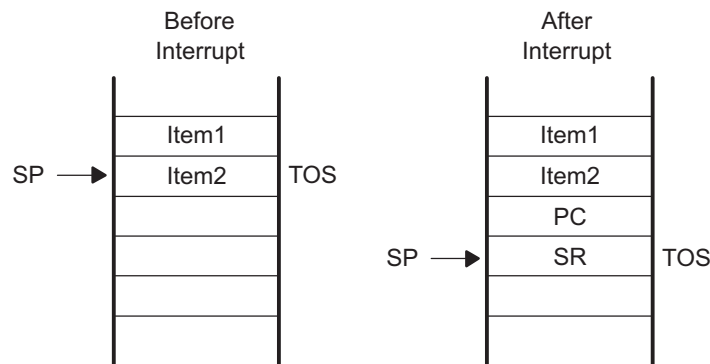 Before
Interrupt
After
Interrupt
Item1
Item1
SP
Item2
TOS
Item2
PC
SP
SR
TOS